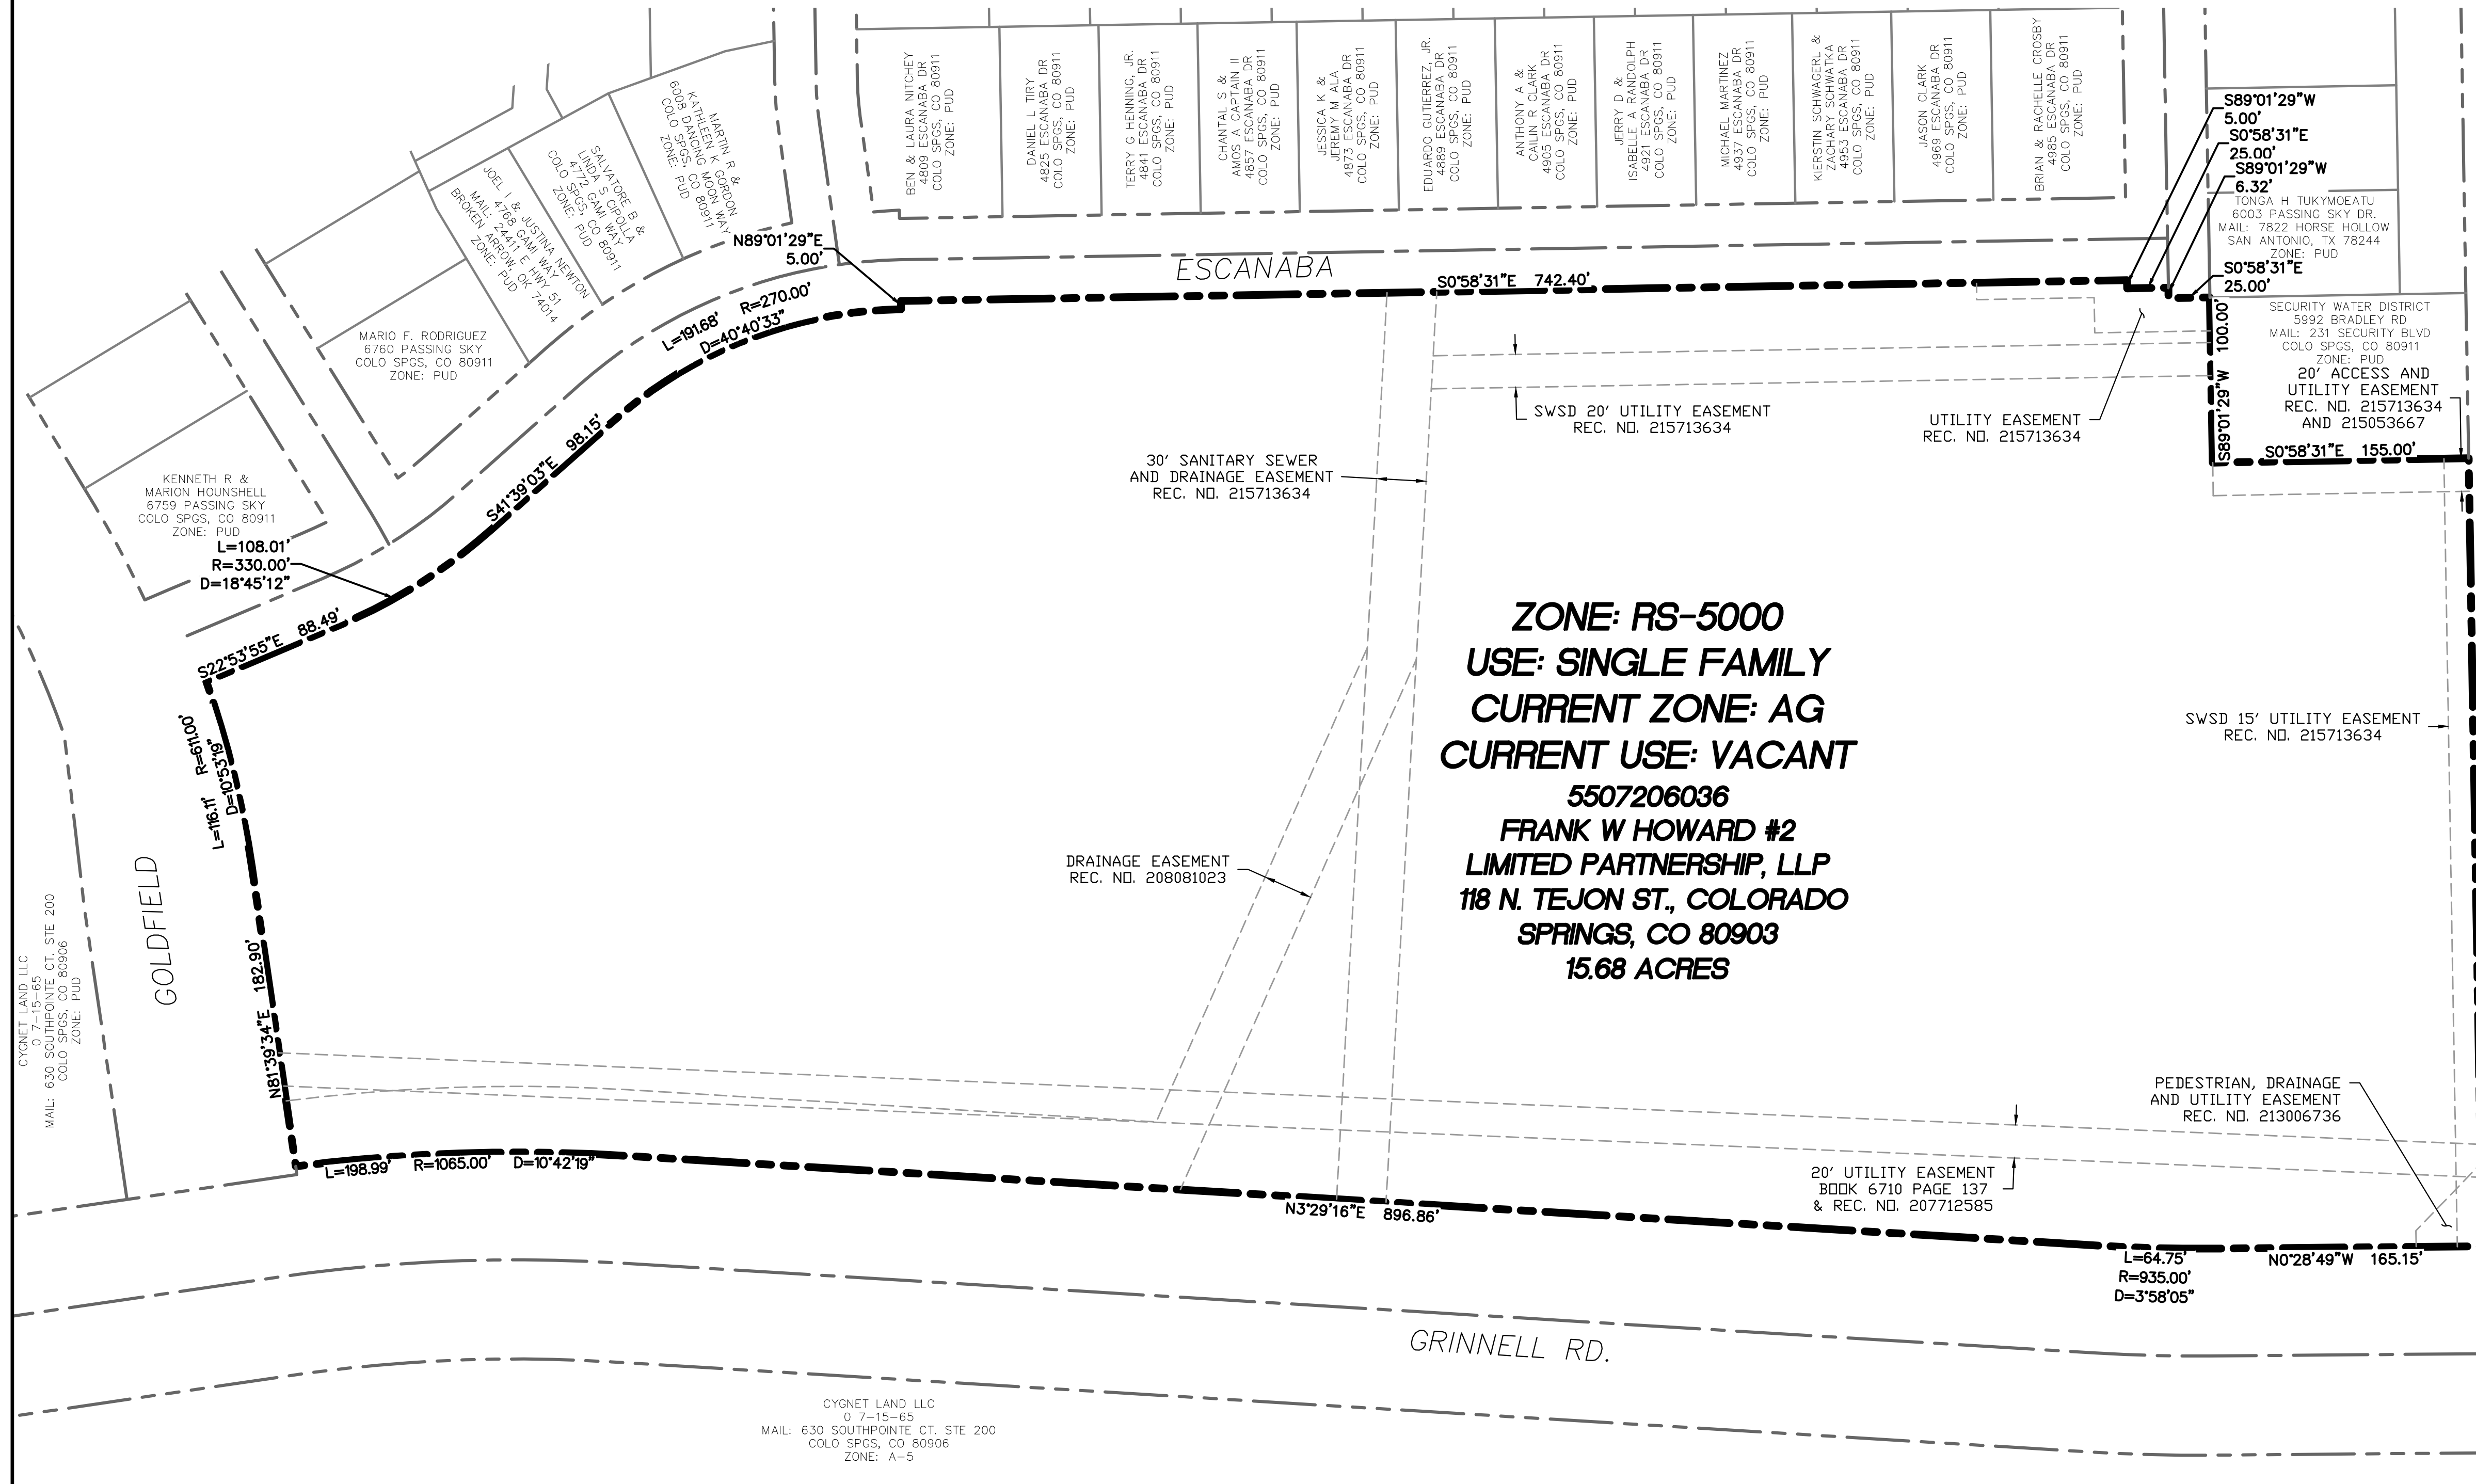 BEN & LAURA NITCHEY
4809 ESCANABA DR
COLO SPGS, CO 80911
ZONE: PUD
DANIEL L TIRY
4825 ESCANABA DR
COLO SPGS, CO 80911
ZONE: PUD
TERRY G HENNING, JR.
4841 ESCANABA DR
COLO SPGS, CO 80911
ZONE: PUD
CHANTAL S &
AMOS A CAPTAIN II
4857 ESCANABA DR
COLO SPGS, CO 80911
ZONE: PUD
JESSICA K &
JEREMY M ALA
4873 ESCANABA DR
COLO SPGS, CO 80911
ZONE: PUD
EDUARDO GUTIERREZ, JR.
4889 ESCANABA DR
COLO SPGS, CO 80911
ZONE: PUD
ANTHONY A &
CAILIN R CLARK
4905 ESCANABA DR
COLO SPGS, CO 80911
ZONE: PUD
JERRY D &
ISABELLE A RANDOLPH
4921 ESCANABA DR
COLO SPGS, CO 80911
ZONE: PUD
MICHAEL MARTINEZ
4937 ESCANABA DR
COLO SPGS, CO 80911
ZONE: PUD
KIERSTIN SCHWAGERL &
ZACHARY SCHWATKA
4953 ESCANABA DR
COLO SPGS, CO 80911
ZONE: PUD
JASON CLARK
4969 ESCANABA DR
COLO SPGS, CO 80911
ZONE: PUD
BRIAN & RACHELLE CROSBY
4985 ESCANABA DR
COLO SPGS, CO 80911
ZONE: PUD
MARTIN R &
KATHLEEN K GORDON
6008 DANCING MOON WAY
COLO SPGS, CO 80911
ZONE: PUD
SALVATORE B &
LINDA S CIPOLLA
4772 GAMI WAY
COLO SPGS, CO 80911
ZONE: PUD
JOEL I & JUSTINA NEWTON
4768 GAMI WAY
MAIL: 24411 E HWY 51
BROKEN ARROW, OK 74014
ZONE: PUD
MARIO F. RODRIGUEZ
6760 PASSING SKY
COLO SPGS, CO 80911
ZONE: PUD
KENNETH R &
MARION HOUNSHELL
6759 PASSING SKY
COLO SPGS, CO 80911
ZONE: PUD
S89°01'29"W
5.00'
S0°58'31"E
25.00'
S89°01'29"W
6.32'
TONGA H TUKYMOEATU
6003 PASSING SKY DR.
MAIL: 7822 HORSE HOLLOW
SAN ANTONIO, TX 78244
ZONE: PUD
S0°58'31"E
25.00'
SECURITY WATER DISTRICT
5992 BRADLEY RD
MAIL: 231 SECURITY BLVD
COLO SPGS, CO 80911
ZONE: PUD
20' ACCESS AND
UTILITY EASEMENT
REC. NO. 215713634
AND 215053667
S89°01'29"W 100.00'
S0°58'31"E 155.00'
N89°01'29"E
5.00'
ESCANABA
S0°58'31"E 742.40'
L=191.68' R=270.00'
D=40°40'33"
S41°39'03"E 98.15'
L=108.01'
R=330.00'
D=18°45'12"
S22°53'55"E 88.49'
SWSD 20' UTILITY EASEMENT
REC. NO. 215713634
UTILITY EASEMENT
REC. NO. 215713634
30' SANITARY SEWER
AND DRAINAGE EASEMENT
REC. NO. 215713634
ZONE: RS-5000
USE: SINGLE FAMILY
CURRENT ZONE: AG
CURRENT USE: VACANT
5507206036
FRANK W HOWARD #2
LIMITED PARTNERSHIP, LLP
118 N. TEJON ST., COLORADO
SPRINGS, CO 80903
15.68 ACRES
SWSD 15' UTILITY EASEMENT
REC. NO. 215713634
L=116.11' R=611.00'
D=10°53'19"
DRAINAGE EASEMENT
REC. NO. 208081023
GOLDFIELD
CYGNET LAND LLC
0 7-15-65
MAIL: 630 SOUTHPOINTE CT. STE 200
COLO SPGS, CO 80906
ZONE: PUD
N81°39'34"E 182.90'
PEDESTRIAN, DRAINAGE
AND UTILITY EASEMENT
REC. NO. 213006736
L=198.99' R=1065.00' D=10°42'19"
20' UTILITY EASEMENT
BOOK 6710 PAGE 137
& REC. NO. 207712585
N3°29'16"E 896.86'
L=64.75'
R=935.00'
D=3°58'05"
N0°28'49"W 165.15'
GRINNELL RD.
CYGNET LAND LLC
0 7-15-65
MAIL: 630 SOUTHPOINTE CT. STE 200
COLO SPGS, CO 80906
ZONE: A-5